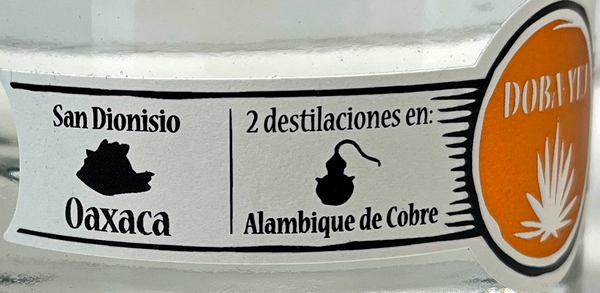 San Dionisio
Oaxaca
2 destilaciones en:
Alambique de Cobre
DOBA-YEJ